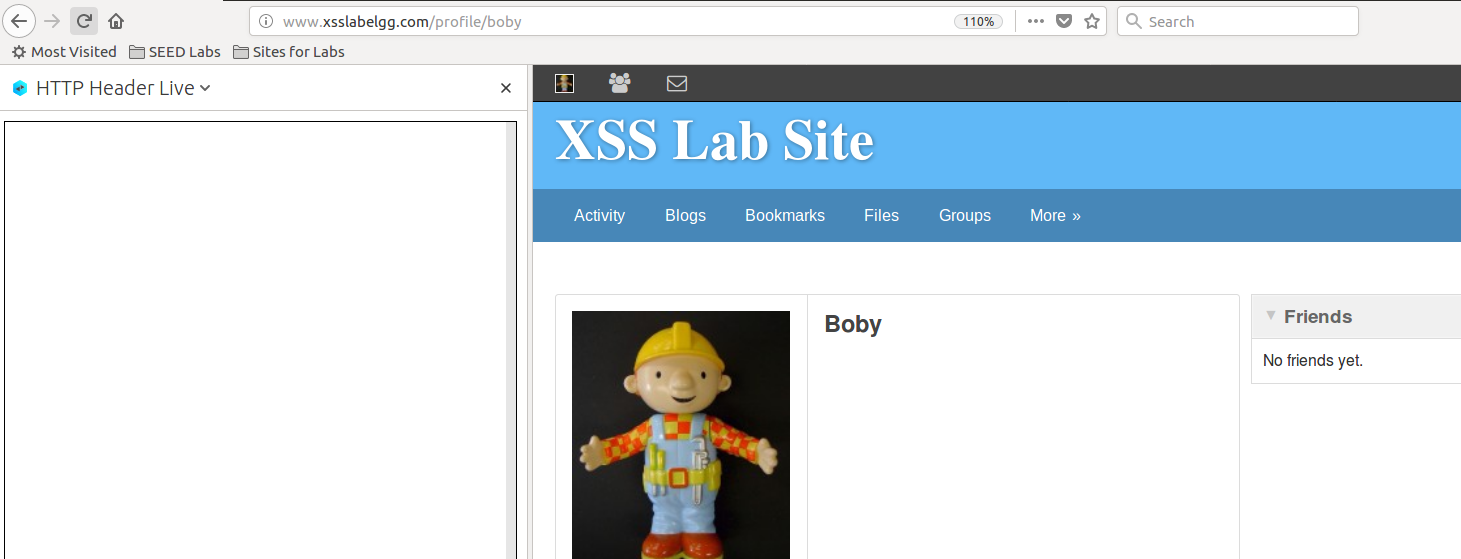 www.xsslabelgg.com/profile/boby
110%
Search
Most Visited
SEED Labs
Sites for Labs
HTTP Header Live
XSS Lab Site
Activity
Blogs
Bookmarks
Files
Groups
More »
Boby
Friends
No friends yet.